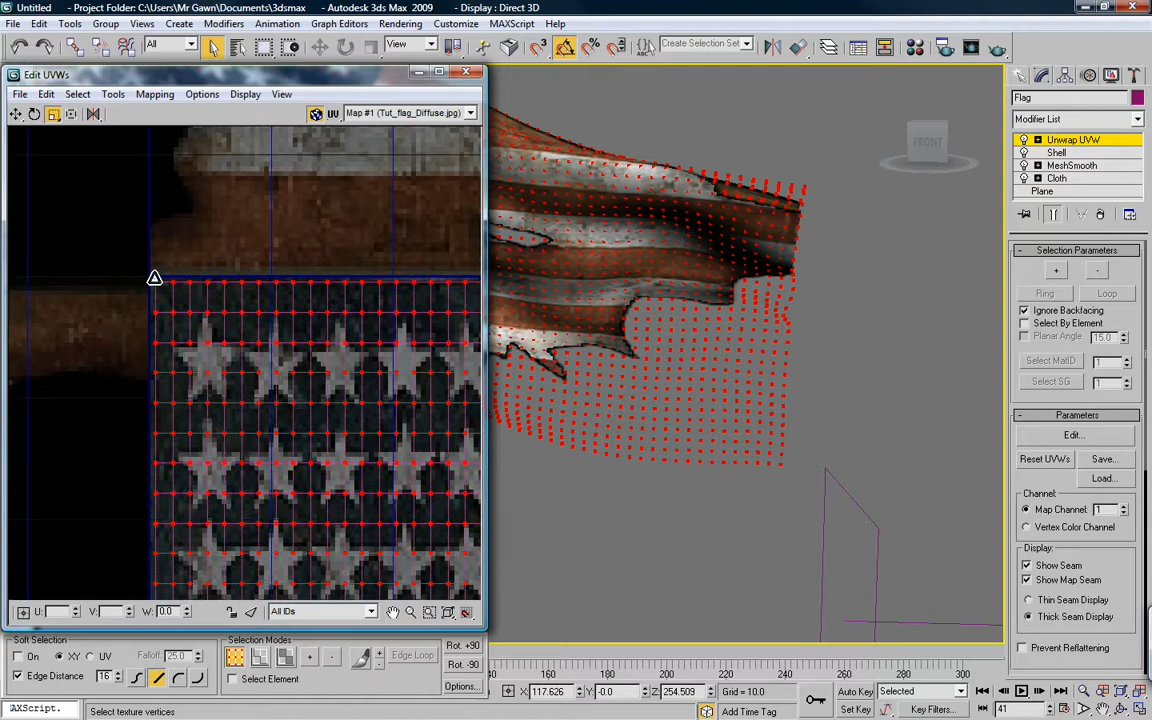 Untitled - Project Folder: C:\Users\Mr Gawn\Documents\3dsmax - Autodesk 3ds Max 2009 - Display : Direct 3D
File Edit Tools Group Views Create Modifiers Animation Graph Editors Rendering Customize MAXScript Help
All View Create Selection Set
Edit UVWs
File Edit Select Tools Mapping Options Display View
UV Map #1 (Tut_flag_Diffuse.jpg)
FRONT
Flag
Modifier List
Unwrap UVW
Shell
MeshSmooth
Cloth
Plane
Selection Parameters
+ -
Ring Loop
Ignore Backfacing
Select By Element
Planar Angle 15.0
Select MatID 1
Select SG 1
Parameters
Edit...
Reset UVWs Save...
Load...
Channel:
Map Channel: 1
Vertex Color Channel
Display:
Show Seam
Show Map Seam
Thin Seam Display
Thick Seam Display
Prevent Reflattening
U: V: W: 0.0 All IDs
Soft Selection
On XY UV Falloff: 25.0
Edge Distance 16
Selection Modes
+ - Edge Loop
Select Element
Rot. +90
Rot. -90
Options...
160 180 200 220 240 260 280 300
X: 117.626 Y: -0.0 Z: 254.509 Grid = 10.0
Add Time Tag
Auto Key Selected
Set Key Key Filters... 41
AXScript. Select texture vertices